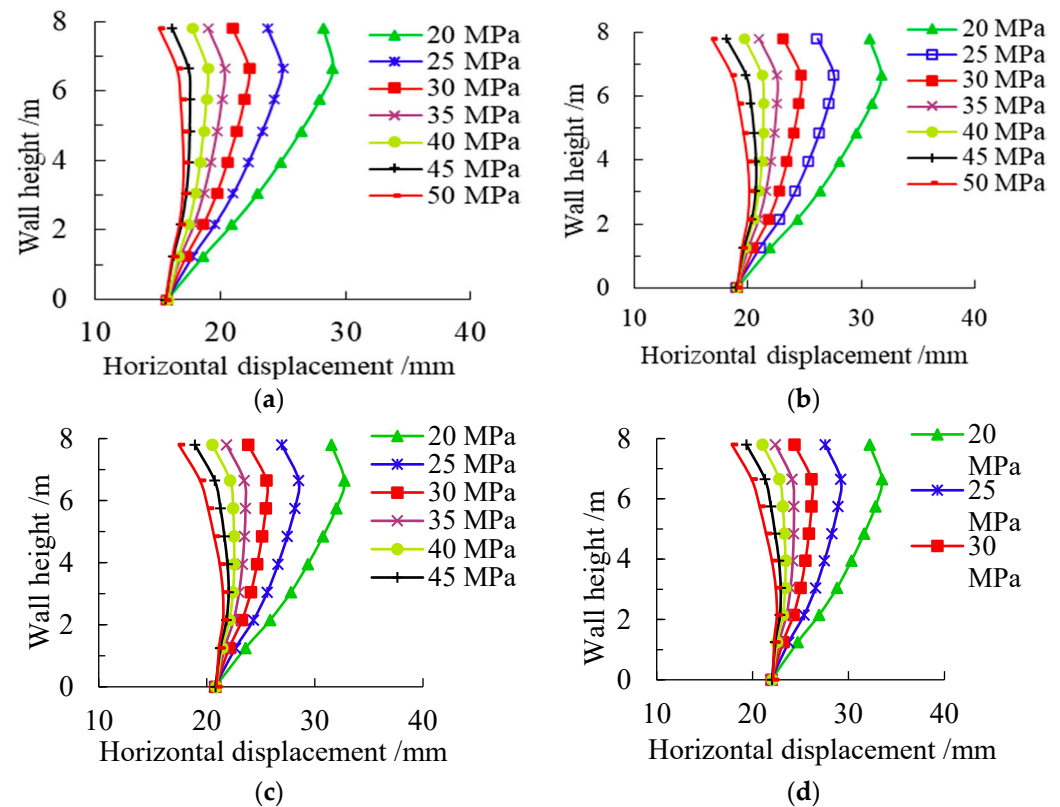 8
6
4
2
0
Wall height /m
10 20 30 40
Horizontal displacement /mm
20 MPa
25 MPa
30 MPa
35 MPa
40 MPa
45 MPa
50 MPa
(a)
8
6
4
2
0
Wall height /m
10 20 30 40
Horizontal displacement /mm
20 MPa
25 MPa
30 MPa
35 MPa
40 MPa
45 MPa
50 MPa
(b)
8
6
4
2
0
Wall height /m
10 20 30 40
Horizontal displacement /mm
20 MPa
25 MPa
30 MPa
35 MPa
40 MPa
45 MPa
(c)
8
6
4
2
0
Wall height /m
10 20 30 40
Horizontal displacement /mm
20
MPa
25
MPa
30
MPa
(d)